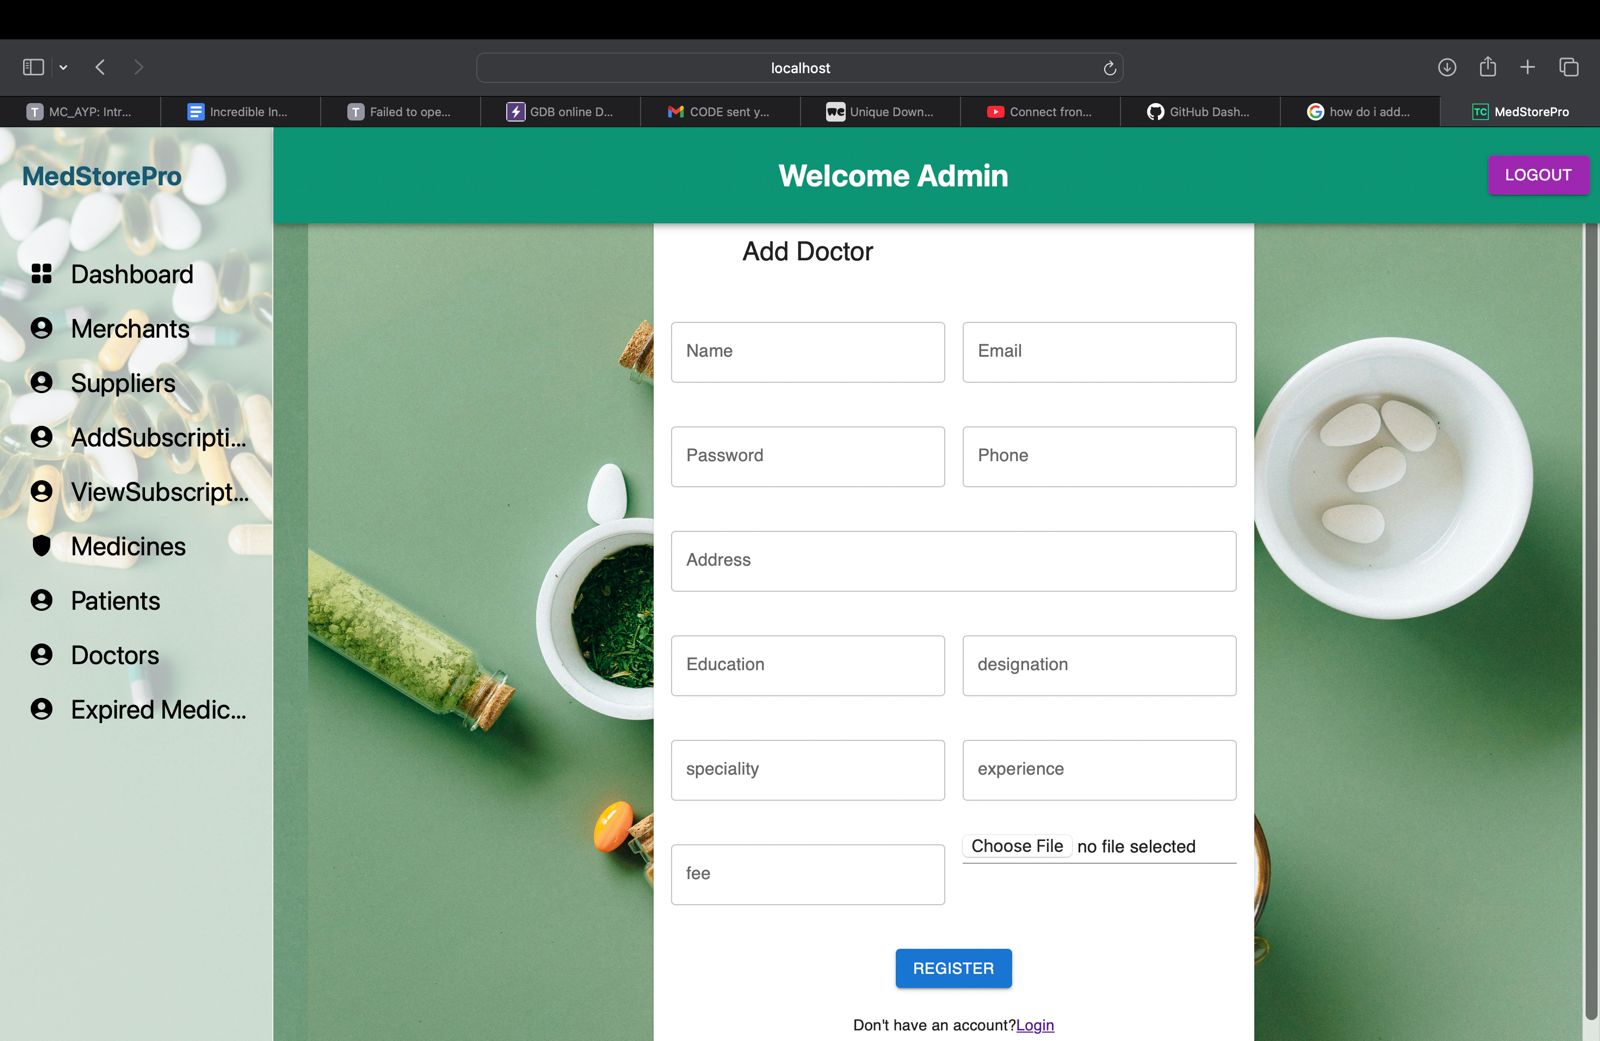 localhost
MC_AYP: Intr...
Incredible In...
Failed to ope...
GDB online D...
CODE sent y...
Unique Down...
Connect fron...
GitHub Dash...
how do i add...
MedStorePro
MedStorePro
Welcome Admin
LOGOUT
Dashboard
Merchants
Suppliers
AddSubscripti...
ViewSubscript...
Medicines
Patients
Doctors
Expired Medic...
Add Doctor
Name
Email
Password
Phone
Address
Education
designation
speciality
experience
fee
Choose File no file selected
REGISTER
Don't have an account?Login